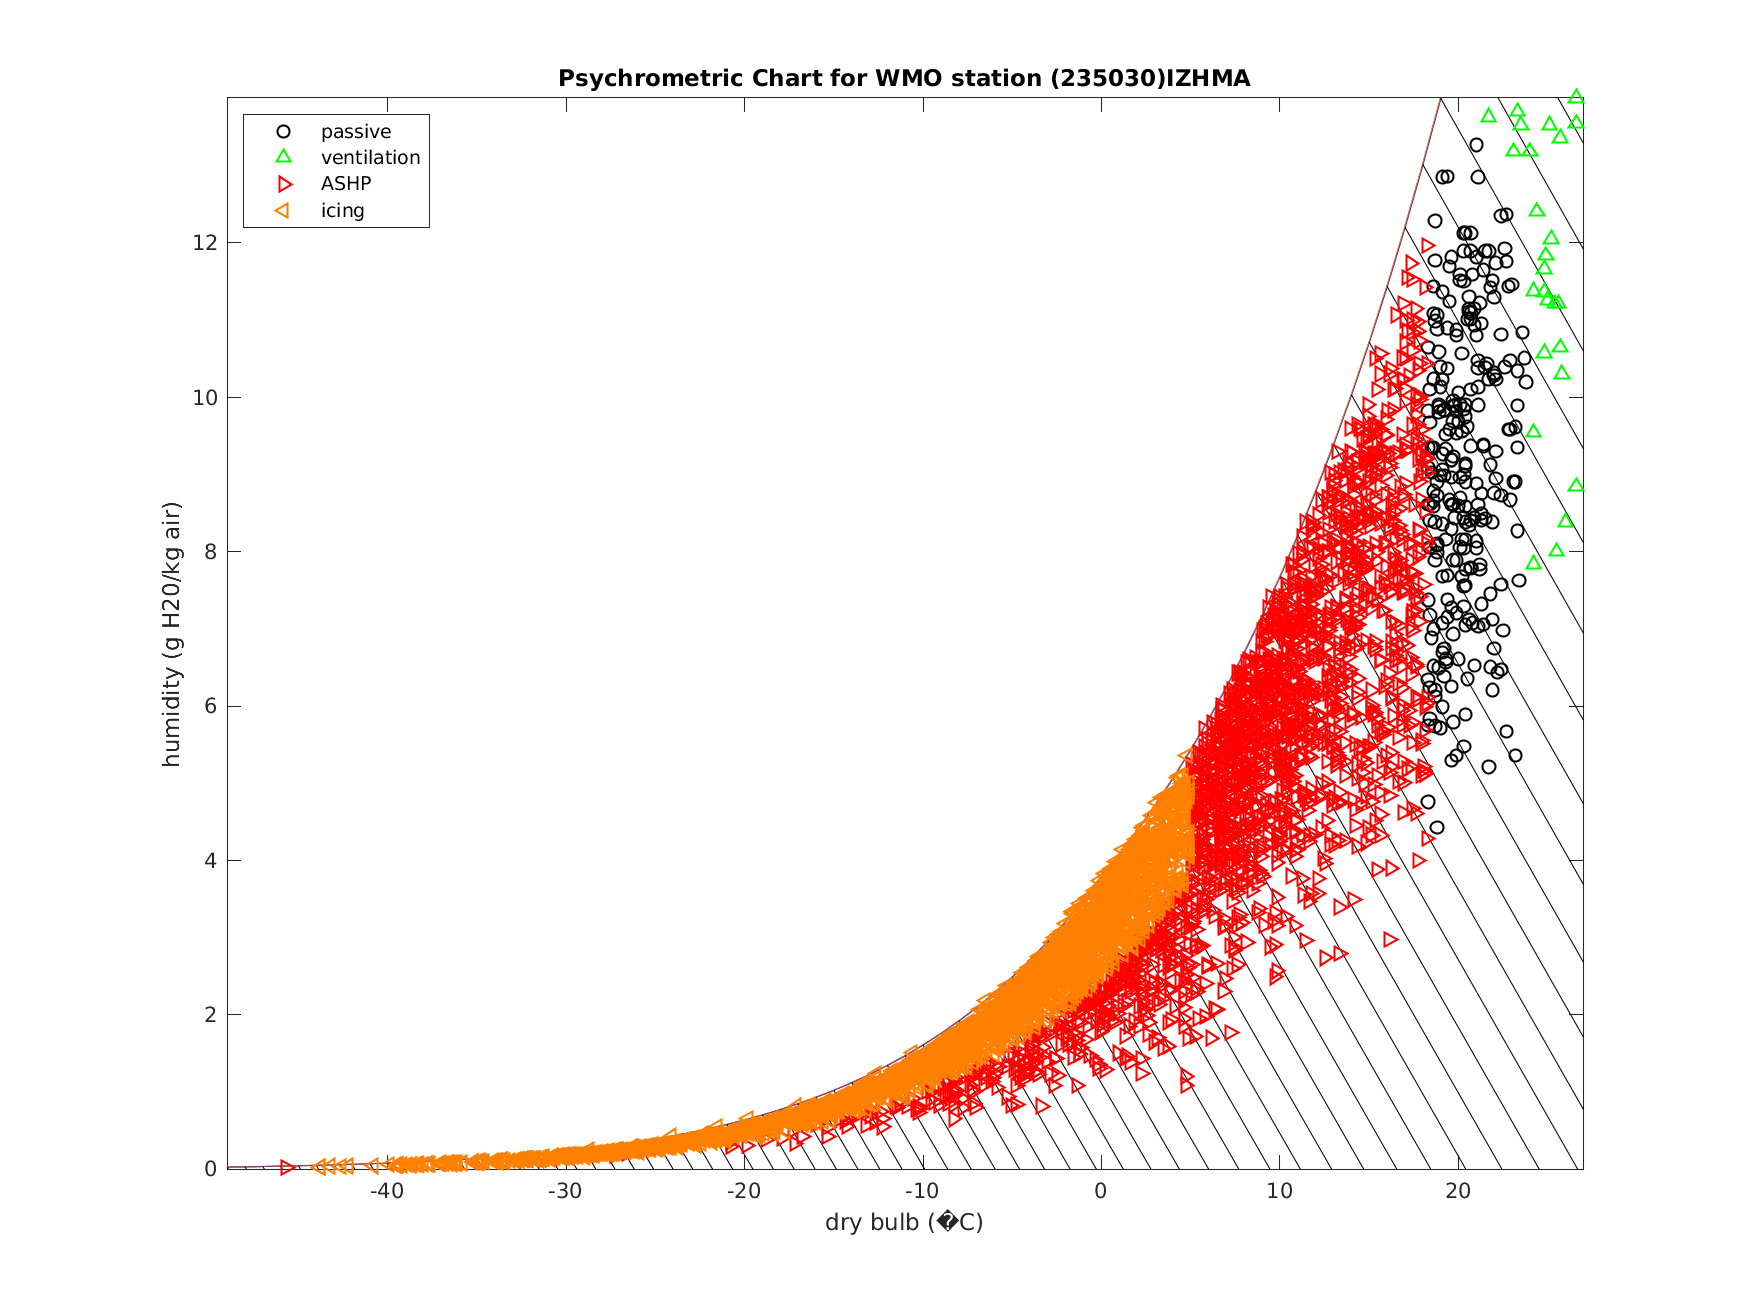 Psychrometric Chart for WMO station (235030)IZHMA
passive
ventilation
ASHP
icing
humidity (g H20/kg air)
12
10
8
6
4
2
0
-40 -30 -20 -10 0 10 20
dry bulb (�C)